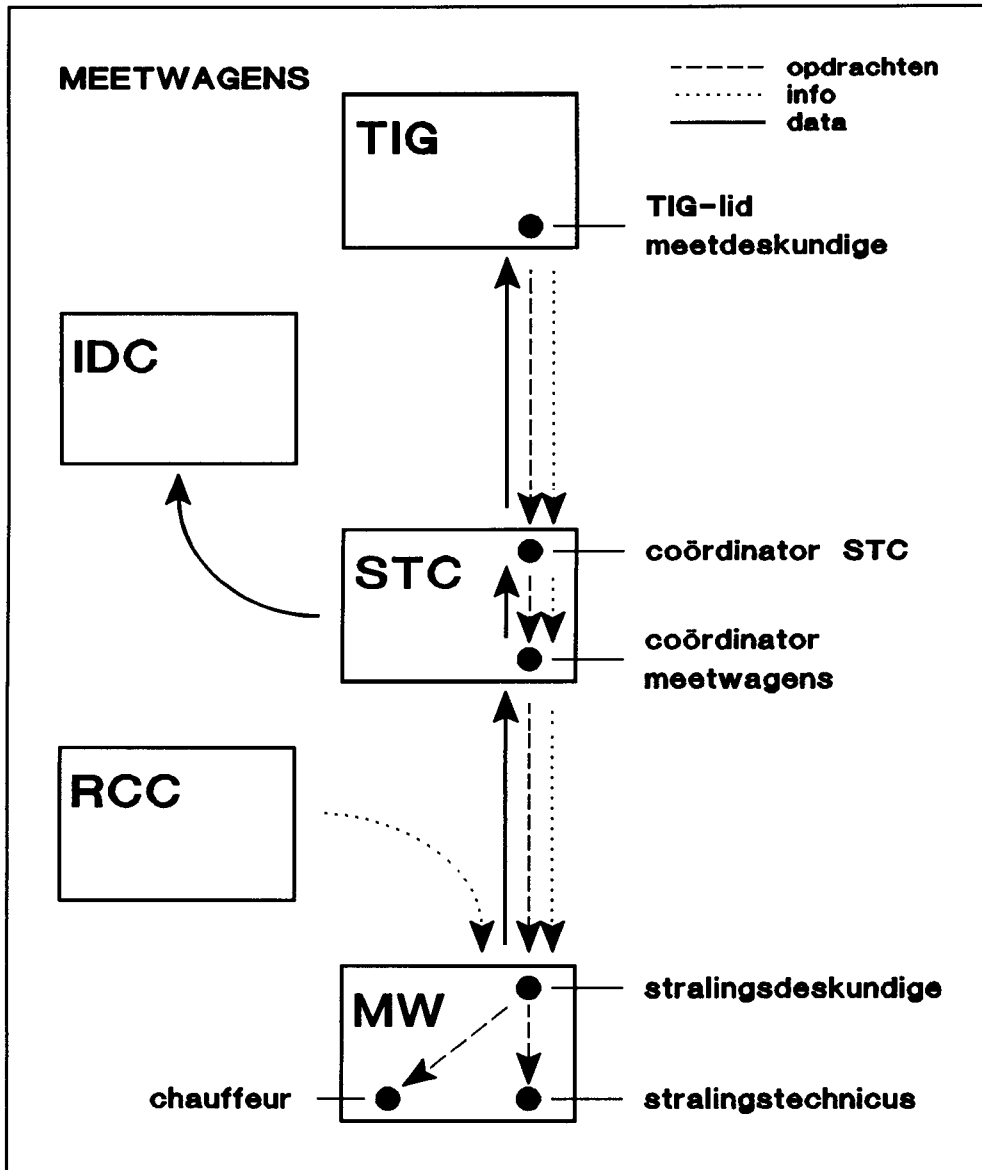 MEETWAGENS
opdrachten
info
data
TIG
TIG-lid
meetdeskundige
IDC
STC
coördinator STC
coördinator
meetwagens
RCC
MW
stralingsdeskundige
chauffeur
stralingstechnicus